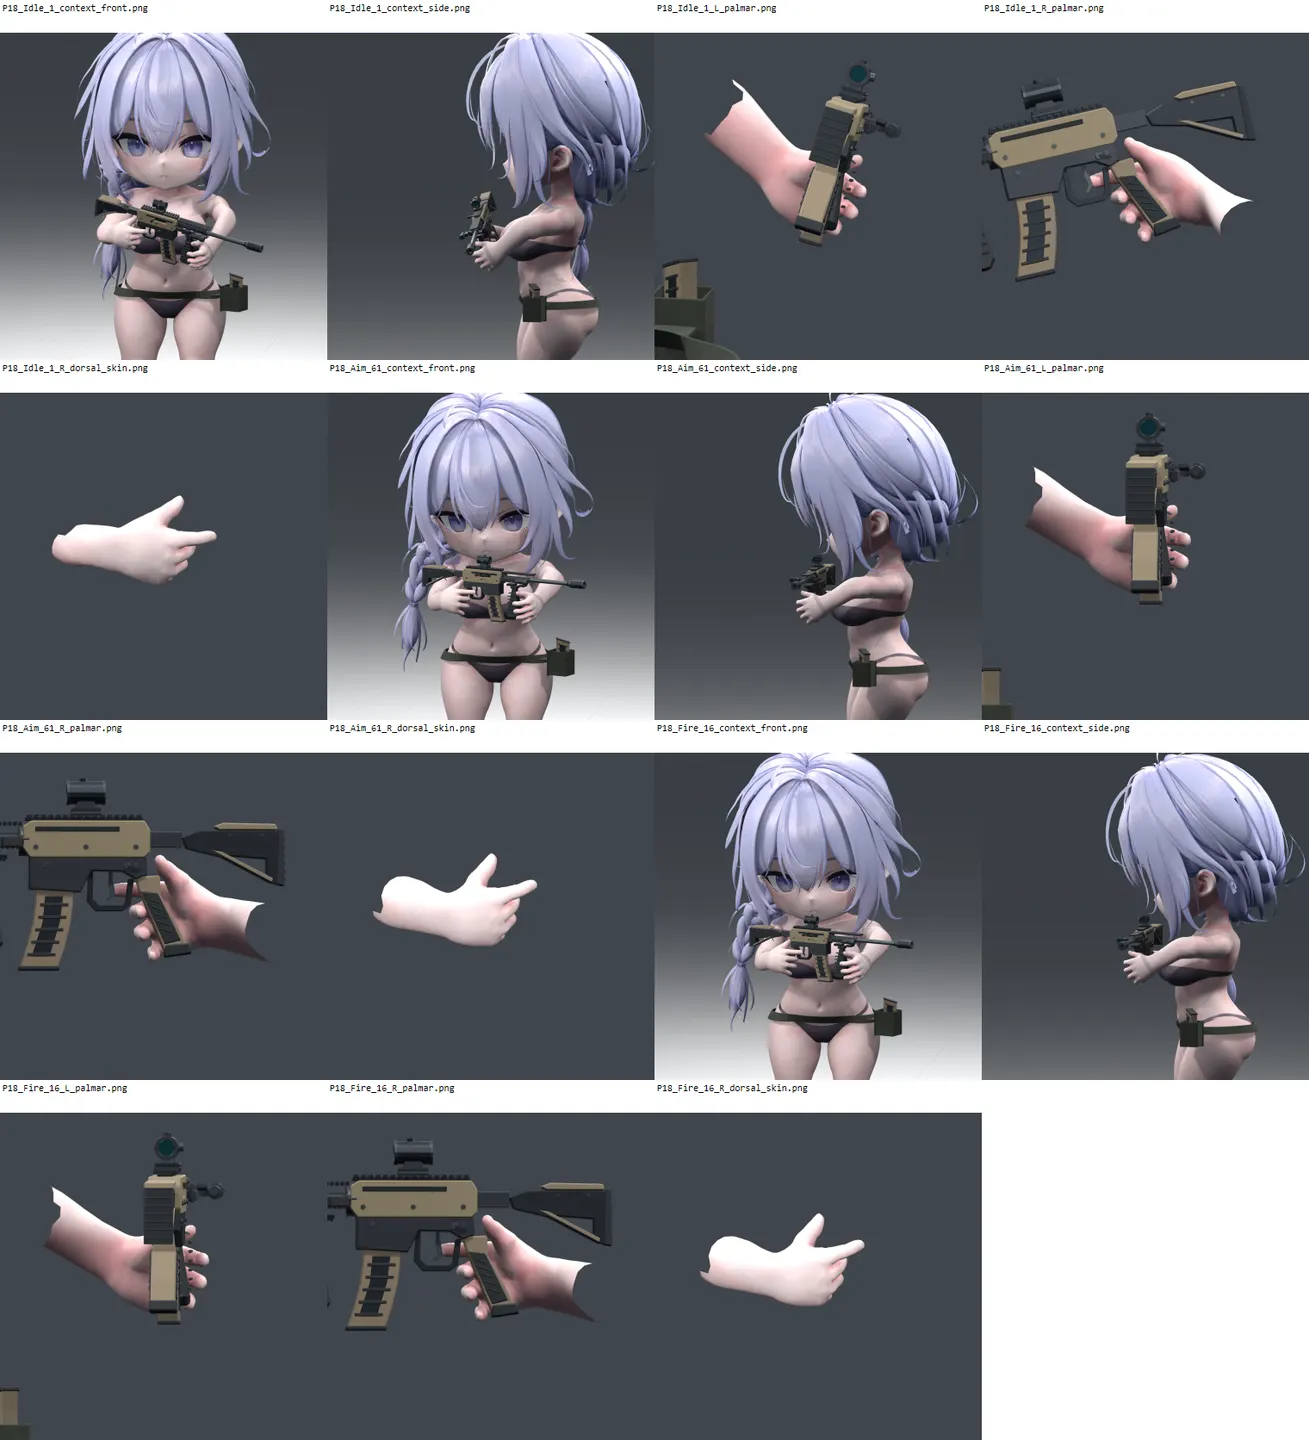 P18_Idle_1_context_front.png
P18_Idle_1_context_side.png
P18_Idle_1_L_palmar.png
P18_Idle_1_R_palmar.png
P18_Idle_1_R_dorsal_skin.png
P18_Aim_61_context_front.png
P18_Aim_61_context_side.png
P18_Aim_61_L_palmar.png
P18_Aim_61_R_palmar.png
P18_Aim_61_R_dorsal_skin.png
P18_Fire_16_context_front.png
P18_Fire_16_context_side.png
P18_Fire_16_L_palmar.png
P18_Fire_16_R_palmar.png
P18_Fire_16_R_dorsal_skin.png